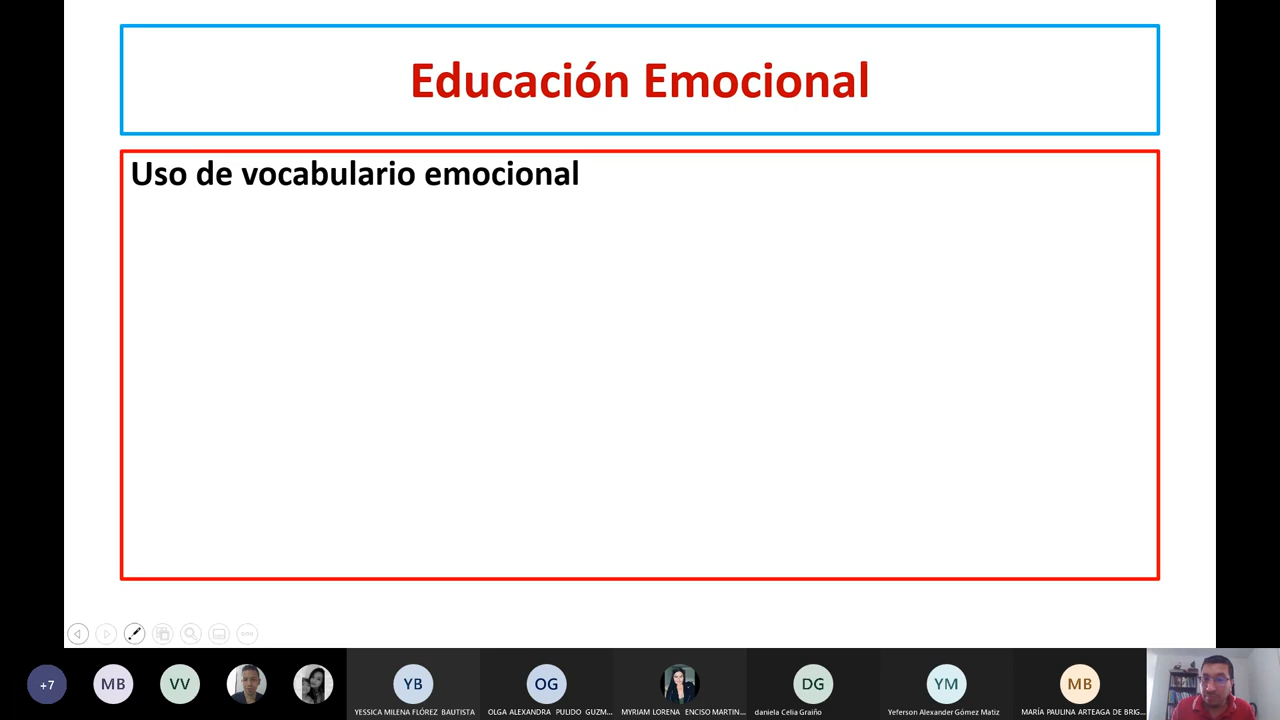 Educación Emocional
Uso de vocabulario emocional
+7
MB
VV
YB
OG
DG
YM
MB
YESSICA MILENA FLÓREZ BAUTISTA
OLGA ALEXANDRA PULIDO GUZM...
MYRIAM LORENA ENCISO MARTIN...
daniela Celia Graiño
Yeferson Alexander Gómez Matiz
MARÍA PAULINA ARTEAGA DE BRIG...